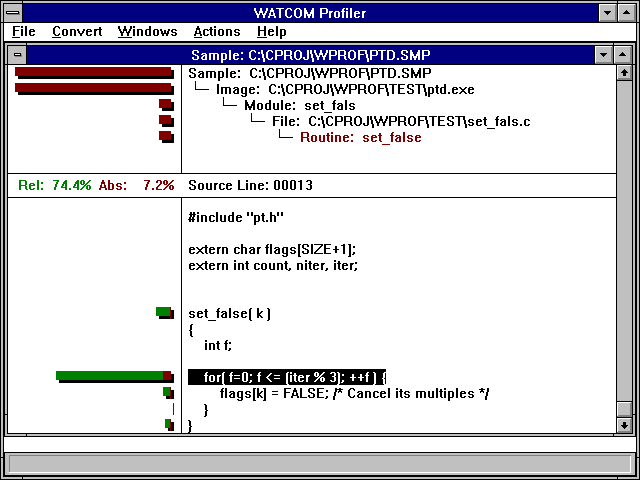 WATCOM Profiler
File Convert Windows Actions Help
Sample: C:\CPROJ\WPROF\PTD.SMP
Sample: C:\CPROJ\WPROF\PTD.SMP
Image: C:\CPROJ\WPROF\TEST\ptd.exe
Module: set_fals
File: C:\CPROJ\WPROF\TEST\set_fals.c
Routine: set_false
Rel: 74.4% Abs: 7.2% Source Line: 00013
#include "pt.h"
extern char flags[SIZE+1];
extern int count, niter, iter;
set_false( k )
{
int f;
for( f=0; f <= (iter % 3); ++f ) {
flags[k] = FALSE; /* Cancel its multiples */
}
}